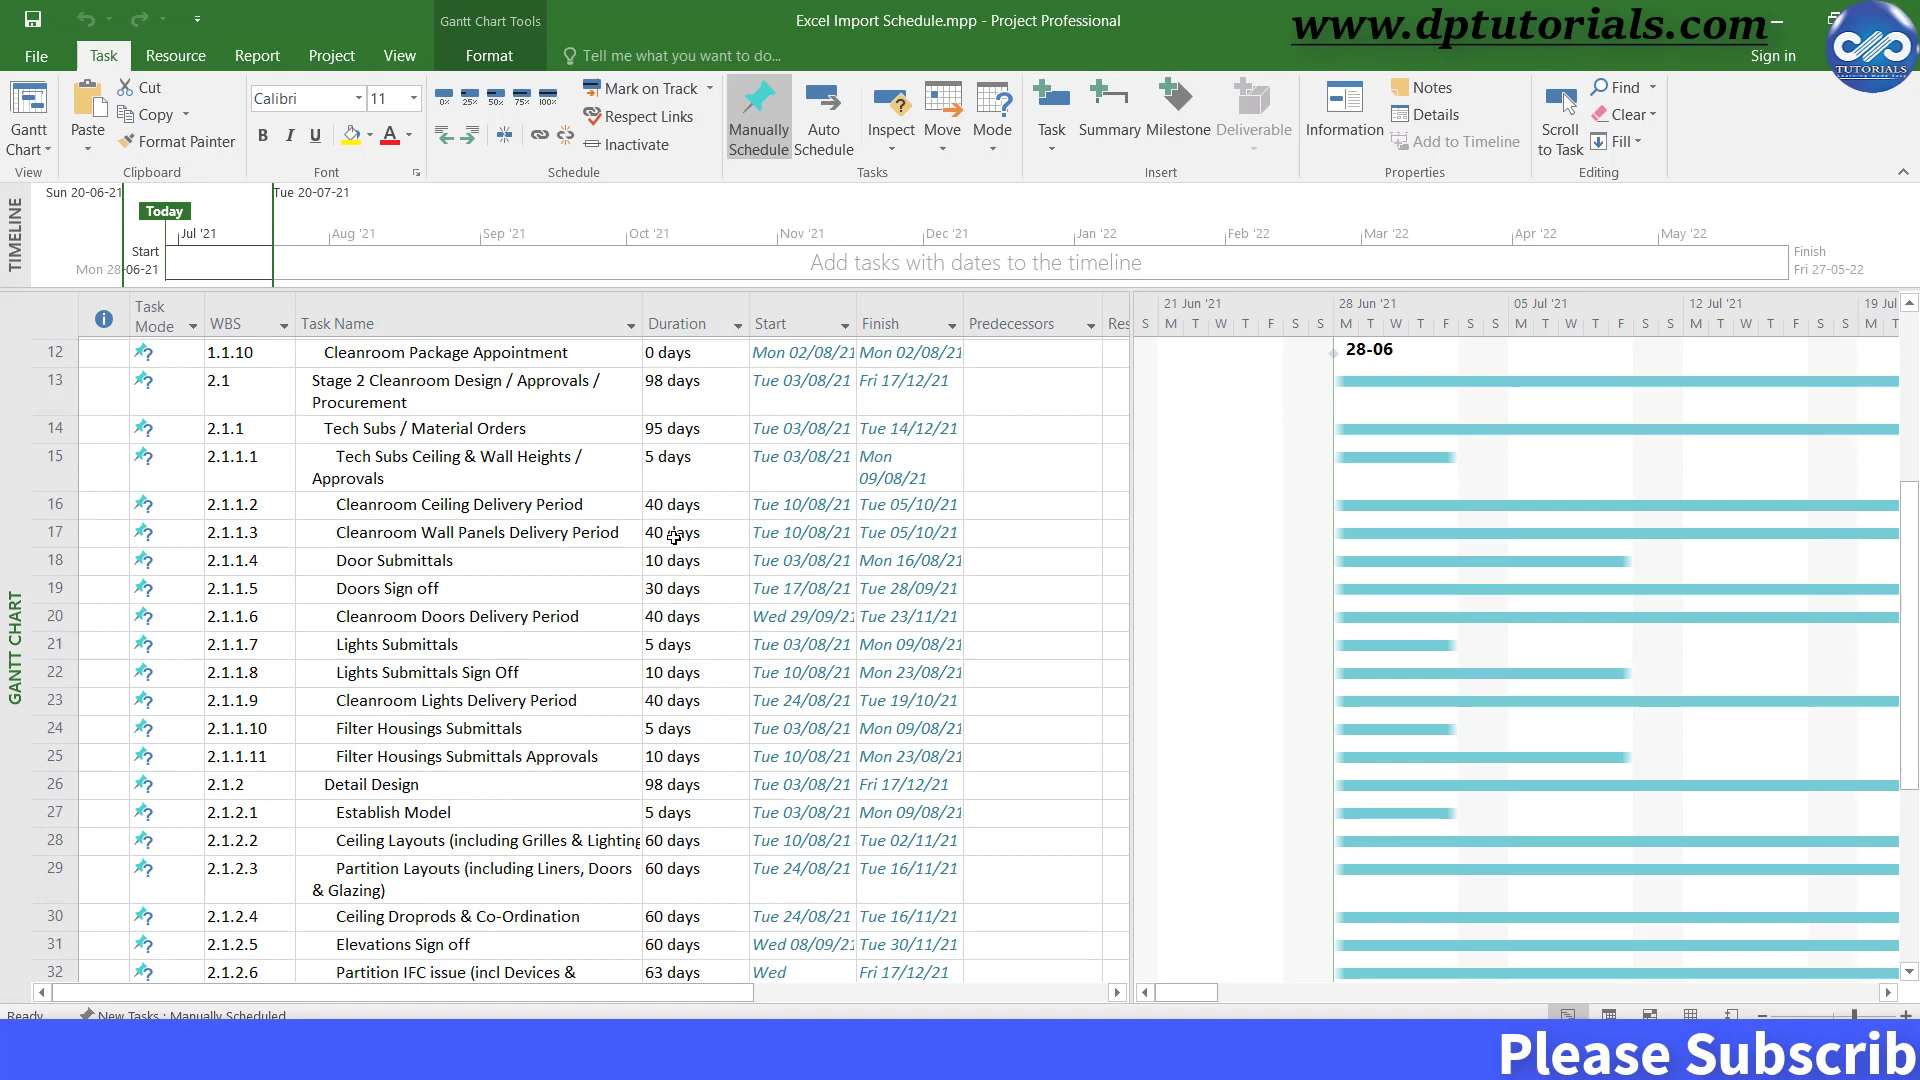 Gantt Chart Tools
Excel Import Schedule.mpp - Project Professional
www.dptutorials.com
TUTORIALS
File
Task
Resource
Report
Project
View
Format
Tell me what you want to do...
Sign in
Gantt
Chart
View
Paste
Cut
Copy
Format Painter
Clipboard
Calibri
11
B I U A
Font
0% 25% 50% 75% 100%
Mark on Track
Respect Links
Inactivate
Schedule
Manually
Schedule
Auto
Schedule
Inspect
Move
Mode
Tasks
Task
Summary
Milestone
Deliverable
Insert
Information
Notes
Details
Add to Timeline
Properties
Scroll
to Task
Find
Clear
Fill
Editing
TIMELINE
Sun 20-06-21
Tue 20-07-21
Today
Jul '21 Aug '21 Sep '21 Oct '21 Nov '21 Dec '21 Jan '22 Feb '22 Mar '22 Apr '22 May '22
Start
Mon 28-06-21
Add tasks with dates to the timeline
Finish
Fri 27-05-22
GANTT CHART
Task
Mode
WBS
Task Name
Duration
Start
Finish
Predecessors
Res
21 Jun '21 28 Jun '21 05 Jul '21 12 Jul '21 19 Jul
S M T W T F S S M T W T F S S M T W T F S S M T W T F S S M T
28-06
12 1.1.10 Cleanroom Package Appointment 0 days Mon 02/08/21 Mon 02/08/21
13 2.1 Stage 2 Cleanroom Design / Approvals / 98 days Tue 03/08/21 Fri 17/12/21
Procurement
14 2.1.1 Tech Subs / Material Orders 95 days Tue 03/08/21 Tue 14/12/21
15 2.1.1.1 Tech Subs Ceiling & Wall Heights / 5 days Tue 03/08/21 Mon
Approvals 09/08/21
16 2.1.1.2 Cleanroom Ceiling Delivery Period 40 days Tue 10/08/21 Tue 05/10/21
17 2.1.1.3 Cleanroom Wall Panels Delivery Period 40 days Tue 10/08/21 Tue 05/10/21
18 2.1.1.4 Door Submittals 10 days Tue 03/08/21 Mon 16/08/21
19 2.1.1.5 Doors Sign off 30 days Tue 17/08/21 Tue 28/09/21
20 2.1.1.6 Cleanroom Doors Delivery Period 40 days Wed 29/09/21 Tue 23/11/21
21 2.1.1.7 Lights Submittals 5 days Tue 03/08/21 Mon 09/08/21
22 2.1.1.8 Lights Submittals Sign Off 10 days Tue 10/08/21 Mon 23/08/21
23 2.1.1.9 Cleanroom Lights Delivery Period 40 days Tue 24/08/21 Tue 19/10/21
24 2.1.1.10 Filter Housings Submittals 5 days Tue 03/08/21 Mon 09/08/21
25 2.1.1.11 Filter Housings Submittals Approvals 10 days Tue 10/08/21 Mon 23/08/21
26 2.1.2 Detail Design 98 days Tue 03/08/21 Fri 17/12/21
27 2.1.2.1 Establish Model 5 days Tue 03/08/21 Mon 09/08/21
28 2.1.2.2 Ceiling Layouts (including Grilles & Lighting 60 days Tue 10/08/21 Tue 02/11/21
29 2.1.2.3 Partition Layouts (including Liners, Doors 60 days Tue 24/08/21 Tue 16/11/21
& Glazing)
30 2.1.2.4 Ceiling Droprods & Co-Ordination 60 days Tue 24/08/21 Tue 16/11/21
31 2.1.2.5 Elevations Sign off 60 days Wed 08/09/21 Tue 30/11/21
32 2.1.2.6 Partition IFC issue (incl Devices & 63 days Wed Fri 17/12/21
Ready
New Tasks : Manually Scheduled
Please Subscrib